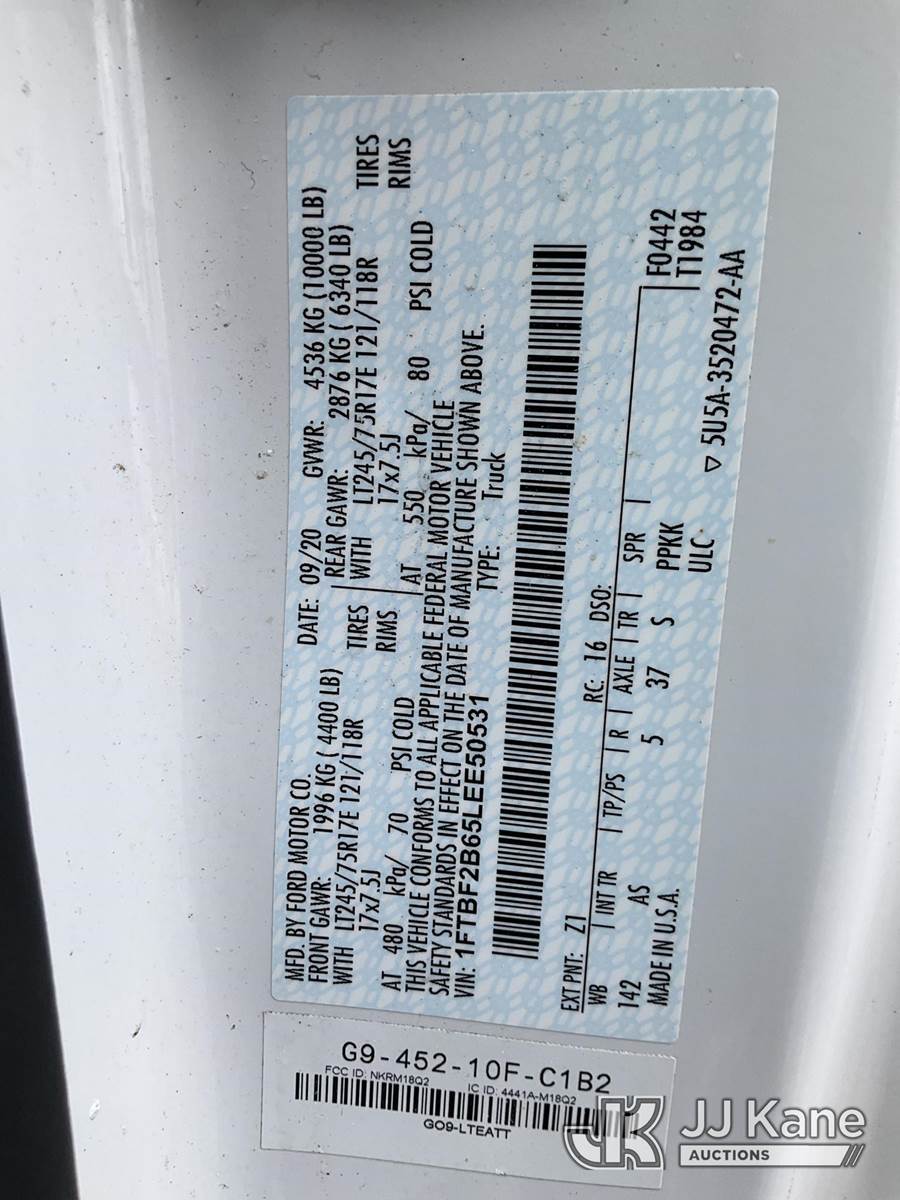 MFD. BY FORD MOTOR CO.
DATE: 09/20
GVWR: 4536 KG (10000 LB)
FRONT GAWR: 1996 KG ( 4400 LB)
REAR GAWR: 2876 KG ( 6340 LB)
WITH LT245/75R17E 121/118R TIRES
WITH LT245/75R17E 121/118R TIRES
17x7.5J RIMS
17x7.5J RIMS
AT 480 kPa/ 70 PSI COLD
AT 550 kPa/ 80 PSI COLD
THIS VEHICLE CONFORMS TO ALL APPLICABLE FEDERAL MOTOR VEHICLE
SAFETY STANDARDS IN EFFECT ON THE DATE OF MANUFACTURE SHOWN ABOVE.
VIN: 1FTBF2B65LEE50531
TYPE: Truck
EXT PNT: Z1 RC: 16 DSO:
WB INT TR TP/PS R AXLE TR SPR F0442
T1984
142 AS 5 37 S PPKK
ULC
MADE IN U.S.A.
▽ 5U5A-3520472-AA
G9-452-10F-C1B2
FCC ID: NKRM18Q2 IC ID: 4441A-M18Q2
GO9-LTEATT
JK JJ Kane
AUCTIONS